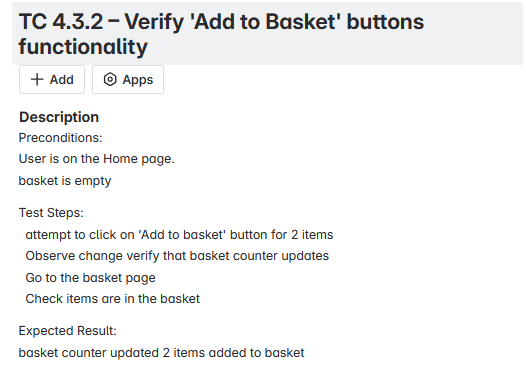 TC 4.3.2 – Verify 'Add to Basket' buttons
functionality
Add Apps
Description
Preconditions:
User is on the Home page.
basket is empty
Test Steps:
attempt to click on 'Add to basket' button for 2 items
Observe change verify that basket counter updates
Go to the basket page
Check items are in the basket
Expected Result:
basket counter updated 2 items added to basket